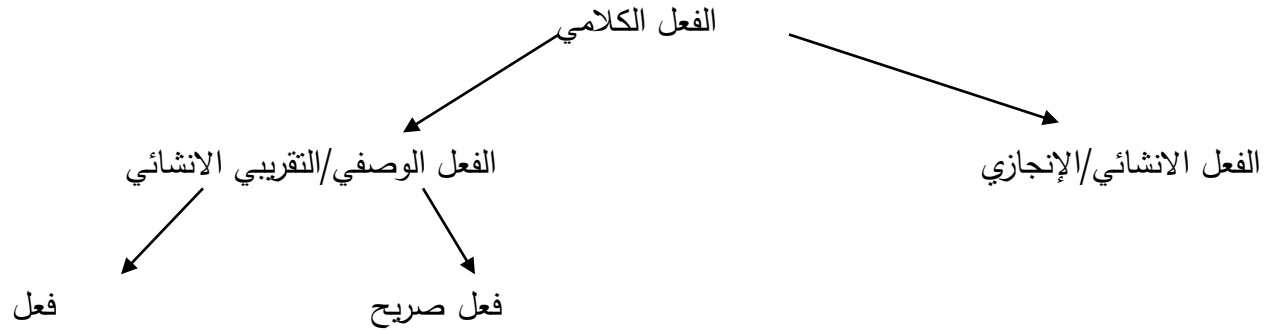 الفعل الكلامي
الفعل الانشائي/الإنجازي الفعل الوصفي/التقريبي الانشائي
فعل صريح فعل